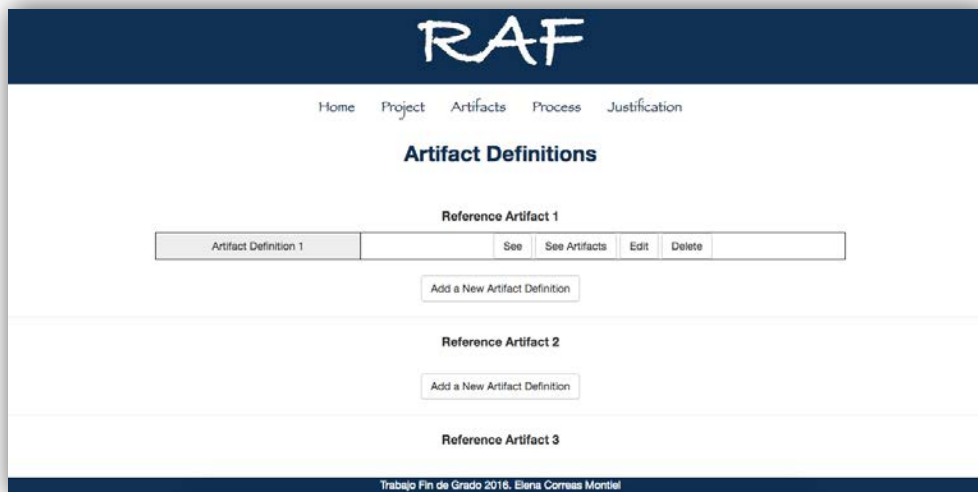 RAF
Home Project Artifacts Process Justification
Artifact Definitions
Reference Artifact 1
Artifact Definition 1 See See Artifacts Edit Delete
Add a New Artifact Definition
Reference Artifact 2
Add a New Artifact Definition
Reference Artifact 3
Trabajo Fin de Grado 2016. Elena Correas Montiel